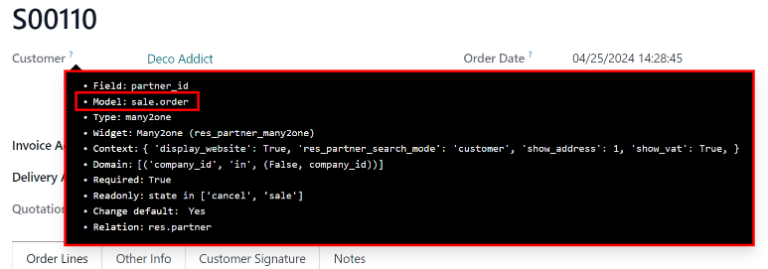 S00110
Customer ? Deco Addict Order Date ? 04/25/2024 14:28:45
• Field: partner_id
• Model: sale.order
• Type: many2one
• Widget: Many2one (res_partner_many2one)
Invoice A
• Context: { 'display_website': True, 'res_partner_search_mode': 'customer', 'show_address': 1, 'show_vat': True, }
• Domain: [('company_id', 'in', (False, company_id))]
Delivery A
• Required: True
• Readonly: state in ['cancel', 'sale']
Quotation
• Change default: Yes
• Relation: res.partner
Order Lines Other Info Customer Signature Notes